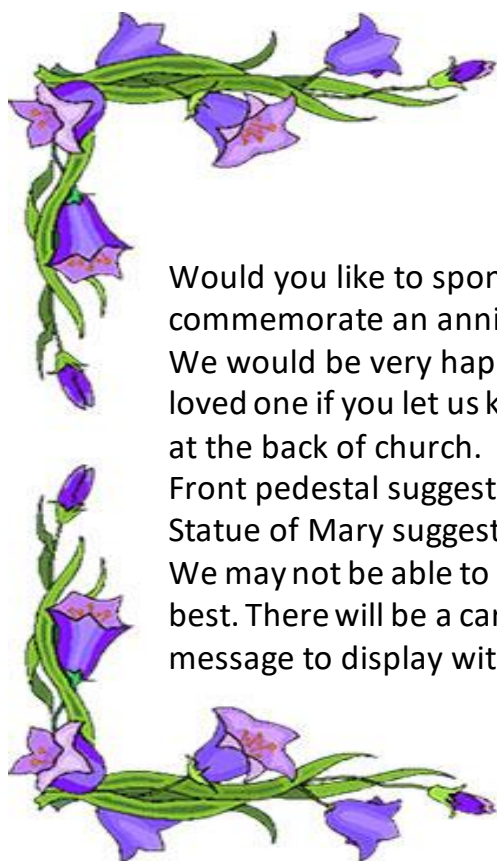 Would you like to spon
commemorate an anni
We would be very hap
loved one if you let us k
at the back of church.
Front pedestal suggest
Statue of Mary suggest
We may not be able to
best. There will be a car
message to display wit